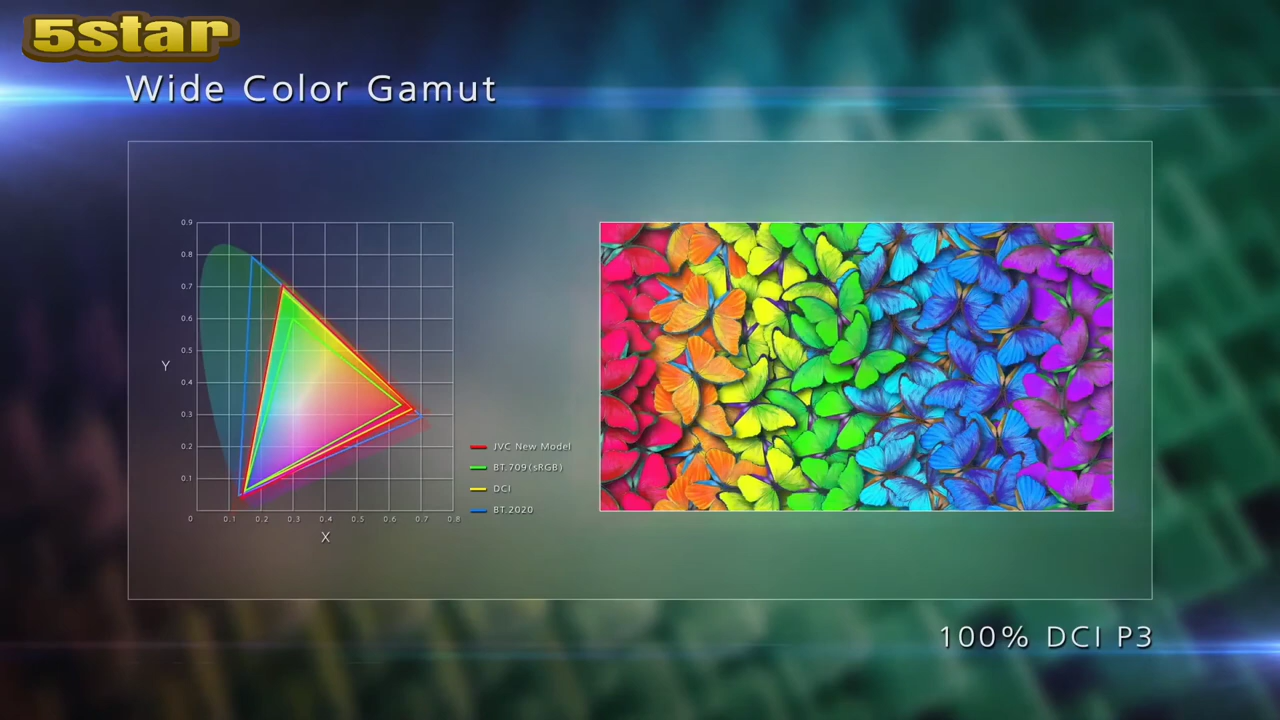 5star
Wide Color Gamut
0.9
0.8
0.7
0.6
0.5
Y
0.4
0.3
0.2
0.1
0
0.1 0.2 0.3 0.4 0.5 0.6 0.7 0.8
X
JVC New Model
BT.709(sRGB)
DCI
BT.2020
100% DCI P3